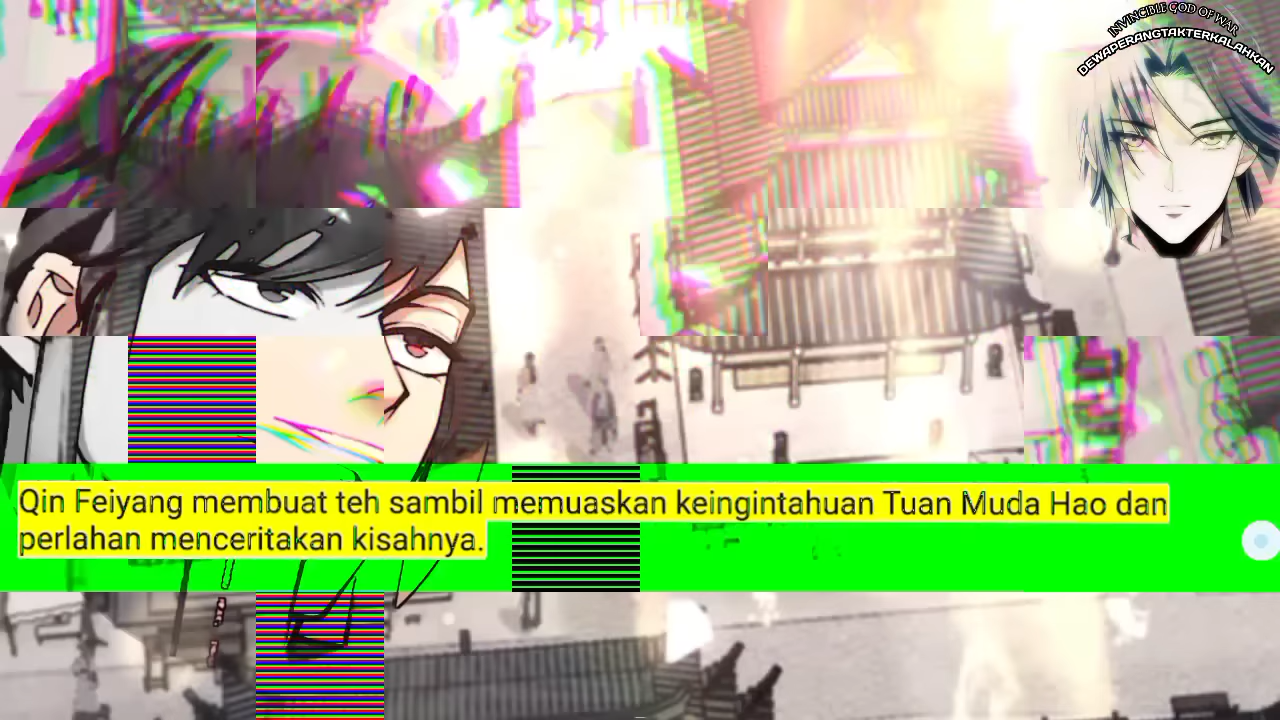 INVINCIBLE GOD OF WAR
DEWAPERANGTAKTERKALAHKAN
Qin Feiyang membuat teh sambil memuaskan keingintahuan Tuan Muda Hao dan
perlahan menceritakan kisahnya.